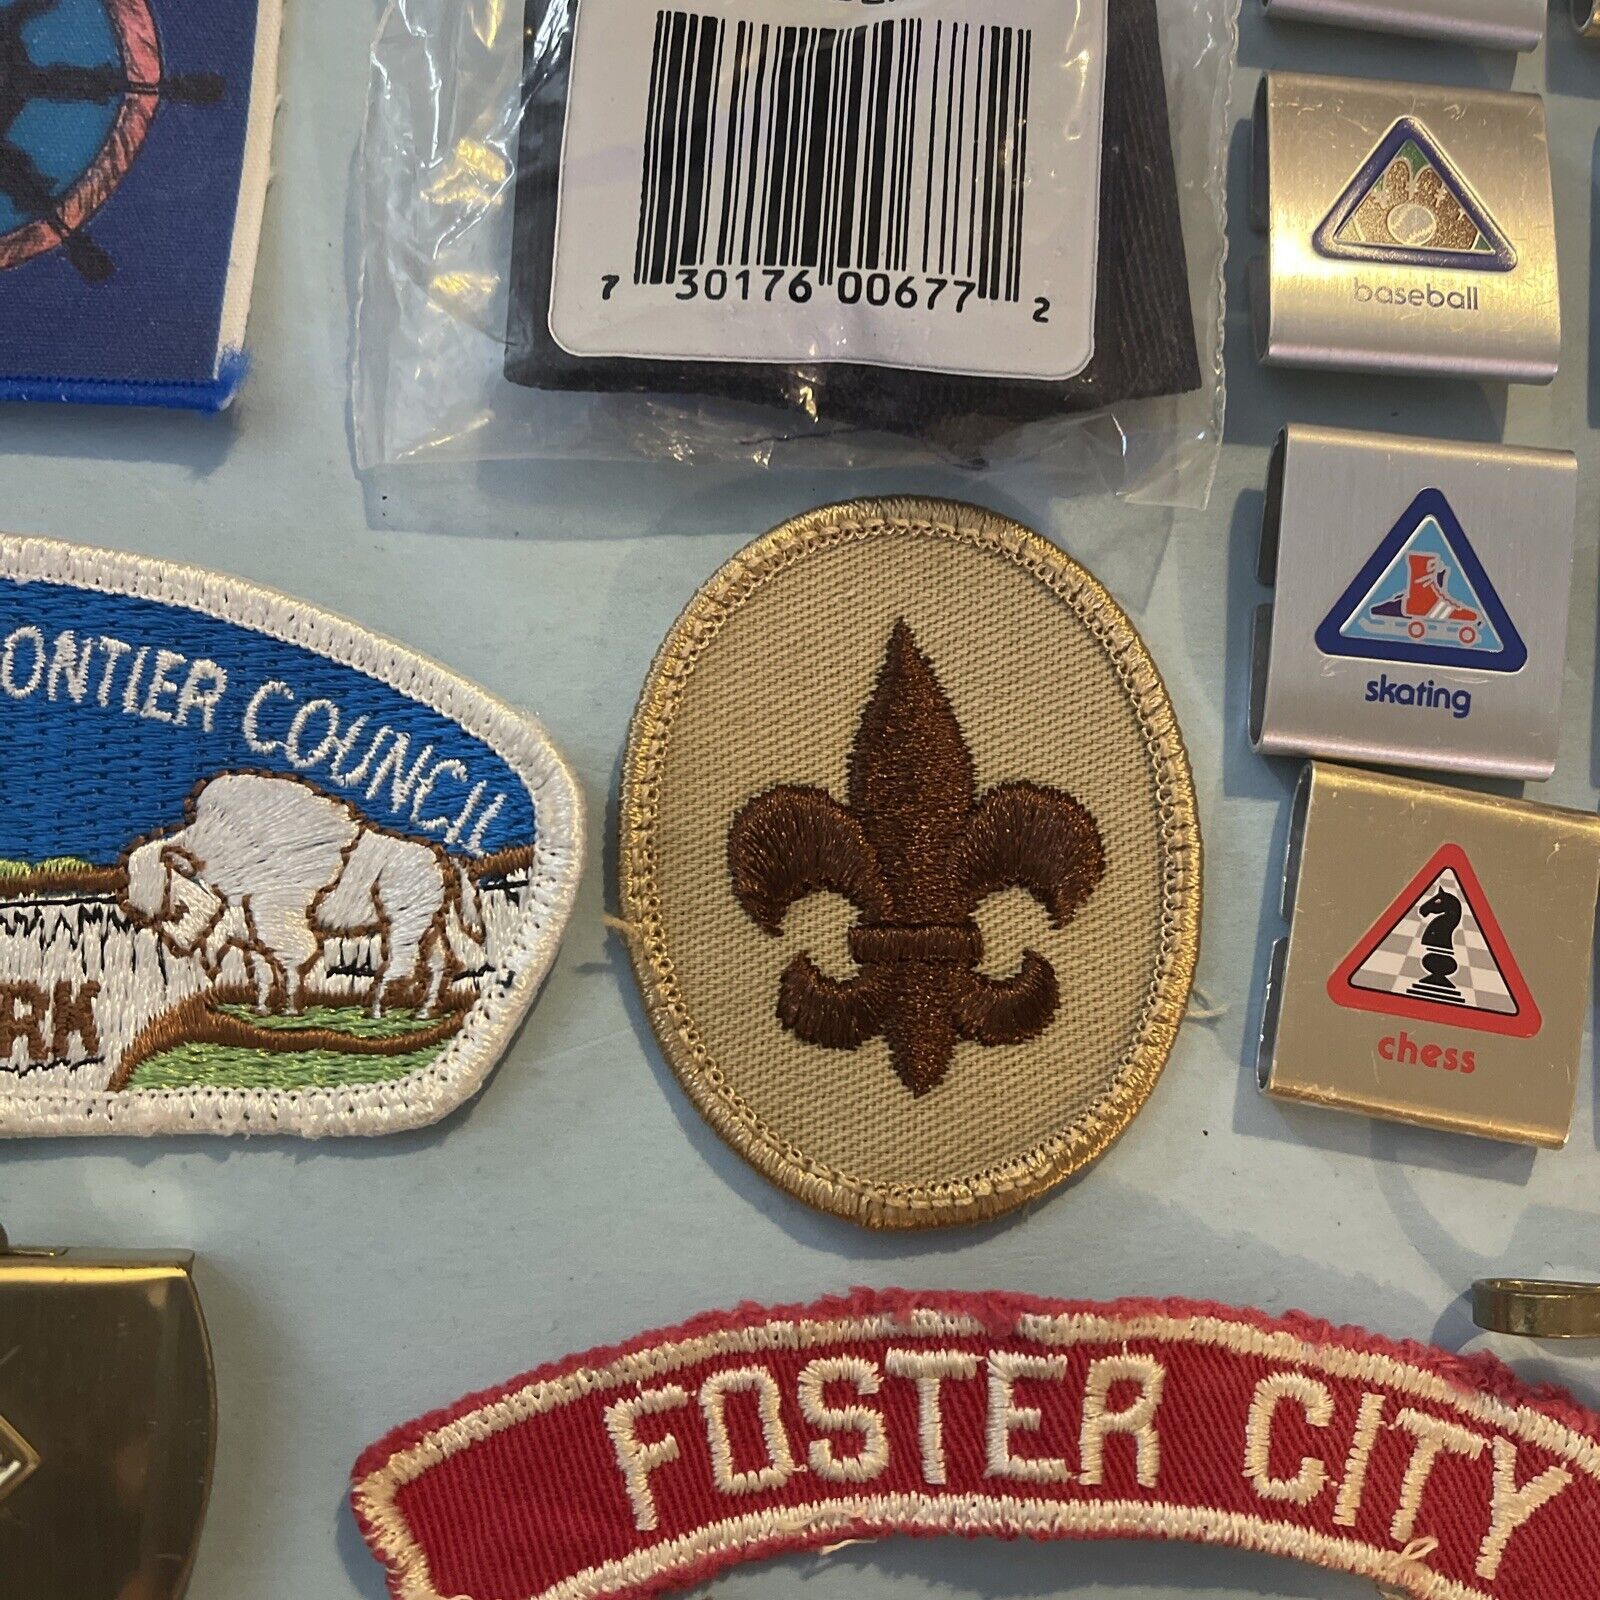 7 30176 00677 2
baseball
skating
chess
ONTIER COUNCIL
RK
FOSTER CITY